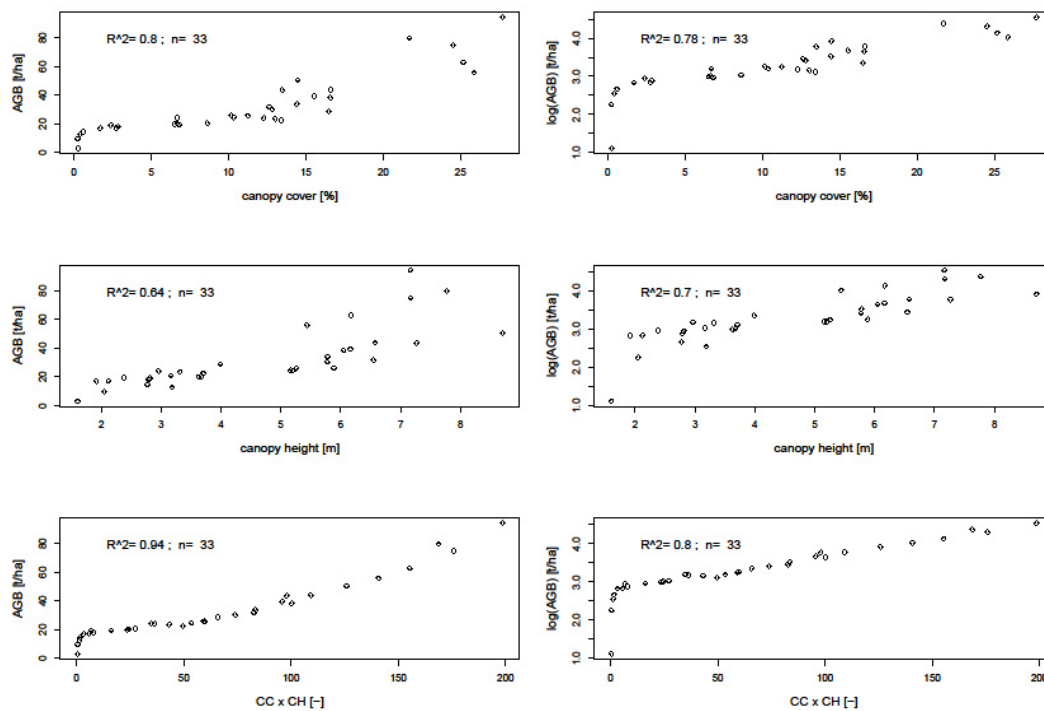 R^2= 0.8 ; n= 33
AGB [t/ha]
0 20 40 60 80
0 5 10 15 20 25
canopy cover [%]
R^2= 0.78 ; n= 33
log(AGB) [t/ha]
1.0 2.0 3.0 4.0
0 5 10 15 20 25
canopy cover [%]
R^2= 0.64 ; n= 33
AGB [t/ha]
0 20 40 60 80
2 3 4 5 6 7 8
canopy height [m]
R^2= 0.7 ; n= 33
log(AGB) [t/ha]
1.0 2.0 3.0 4.0
2 3 4 5 6 7 8
canopy height [m]
R^2= 0.94 ; n= 33
AGB [t/ha]
0 20 40 60 80
0 50 100 150 200
CC x CH [−]
R^2= 0.8 ; n= 33
log(AGB) [t/ha]
1.0 2.0 3.0 4.0
0 50 100 150 200
CC x CH [−]